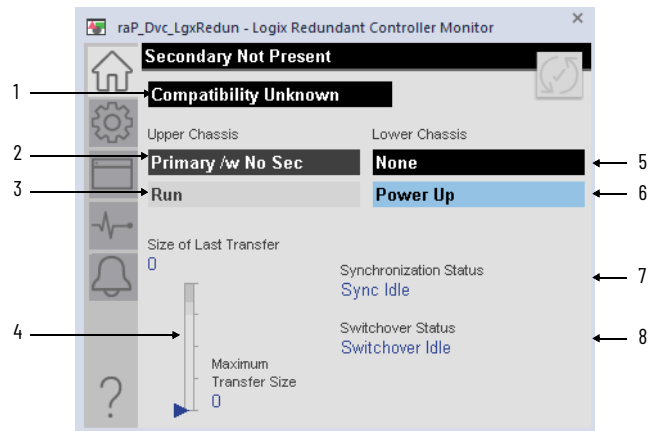 raP_Dvc_LgxRedun - Logix Redundant Controller Monitor
Secondary Not Present
1
Compatibility Unknown
Upper Chassis
Lower Chassis
2
Primary /w No Sec
None
5
3
Run
Power Up
6
Size of Last Transfer
0
Synchronization Status
7
Sync Idle
4
Switchover Status
8
Switchover Idle
Maximum
Transfer Size
0
?